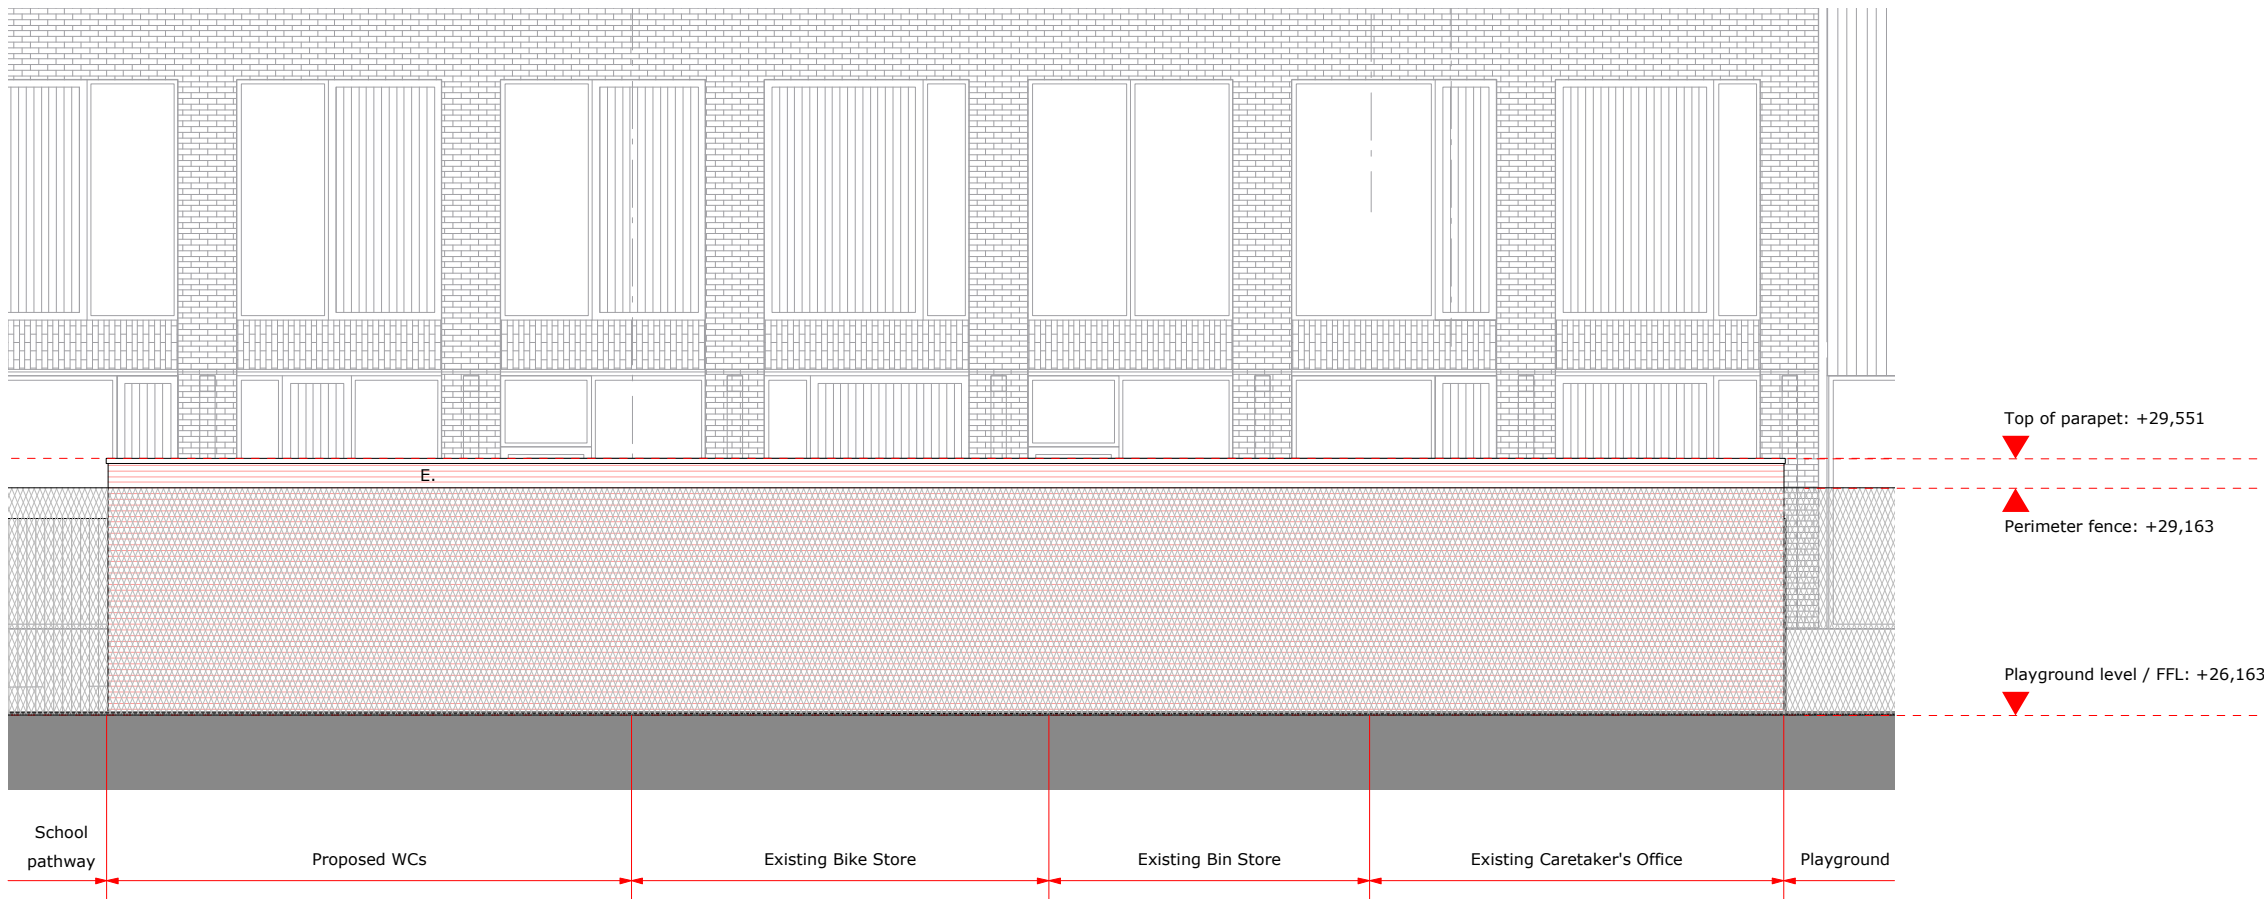 Top of parapet: +29,551
E.
Perimeter fence: +29,163
Playground level / FFL: +26,163
School
pathway
Proposed WCs
Existing Bike Store
Existing Bin Store
Existing Caretaker's Office
Playground